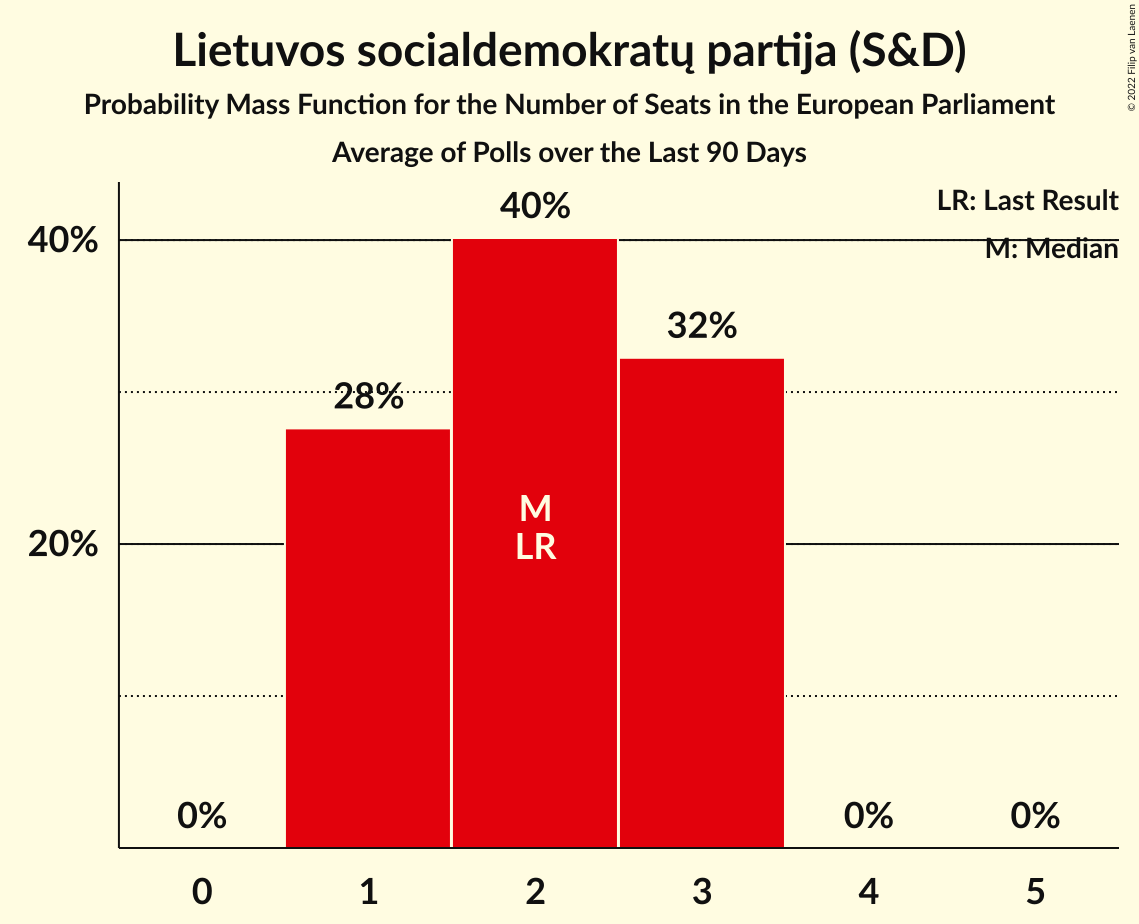 Lietuvos socialdemokratų partija (S&D)
Probability Mass Function for the Number of Seats in the European Parliament
Average of Polls over the Last 90 Days
© 2022 Filip van Laenen
LR: Last Result
M: Median
40%
20%
0%
28%
40%
32%
0%
0%
M
LR
0 1 2 3 4 5